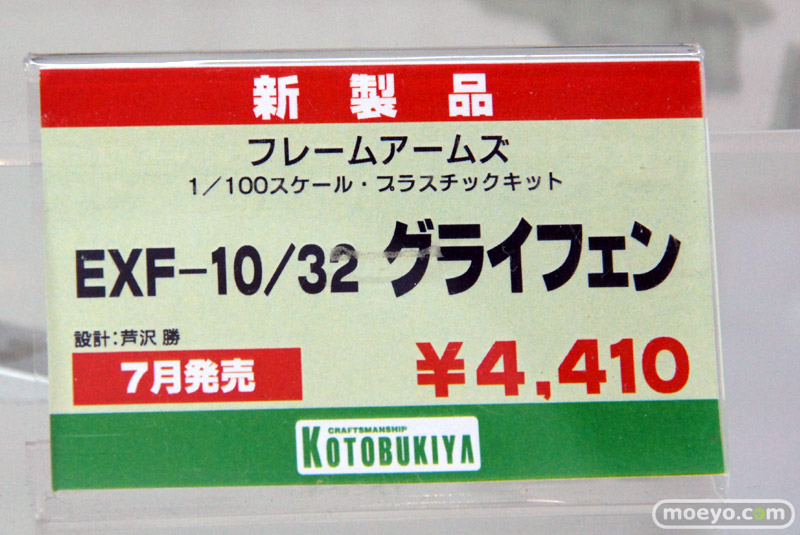 新製品
フレームアームズ
1/100スケール・プラスチックキット
EXF-10/32 グライフェン
設計:芦沢 勝
7月発売
¥4,410
CRAFTSMANSHIP
KOTOBUKIYA
moeyo.com